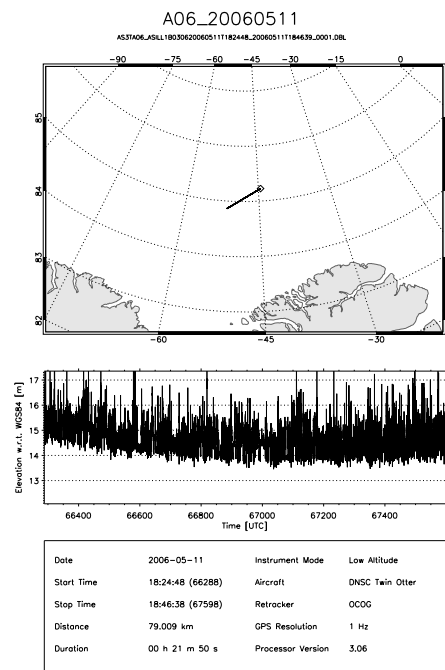 A06_20060511
AS3TA06_ASILL1B030620060511T182448_20060511T184639_0001.DBL
-90 -75 -60 -45 -30 -15 0
85
84
83
82
-60 -45 -30
Elevation w.r.t. WGS84 [m]
17
16
15
14
13
66400 66600 66800 67000 67200 67400
Time [UTC]
Date 2006-05-11 Instrument Mode Low Altitude
Start Time 18:24:48 (66288) Aircraft DNSC Twin Otter
Stop Time 18:46:38 (67598) Retracker OCOG
Distance 79.009 km GPS Resolution 1 Hz
Duration 00 h 21 m 50 s Processor Version 3.06